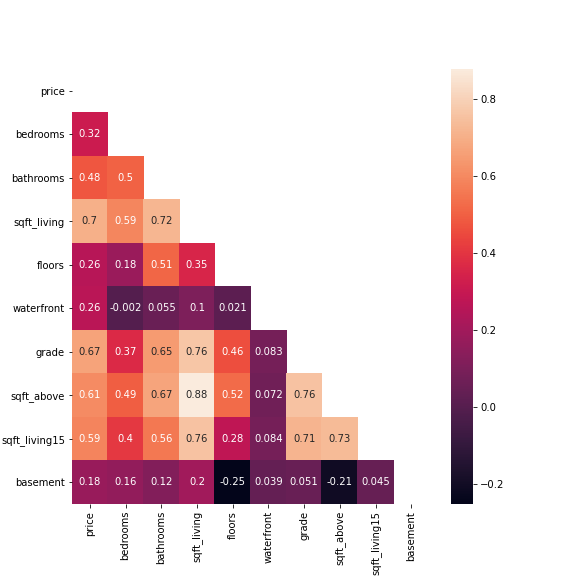 price
bedrooms 0.32
bathrooms 0.48 0.5
sqft_living 0.7 0.59 0.72
floors 0.26 0.18 0.51 0.35
waterfront 0.26 -0.002 0.055 0.1 0.021
grade 0.67 0.37 0.65 0.76 0.46 0.083
sqft_above 0.61 0.49 0.67 0.88 0.52 0.072 0.76
sqft_living15 0.59 0.4 0.56 0.76 0.28 0.084 0.71 0.73
basement 0.18 0.16 0.12 0.2 -0.25 0.039 0.051 -0.21 0.045
price
bedrooms
bathrooms
sqft_living
floors
waterfront
grade
sqft_above
sqft_living15
basement
0.8
0.6
0.4
0.2
0.0
−0.2